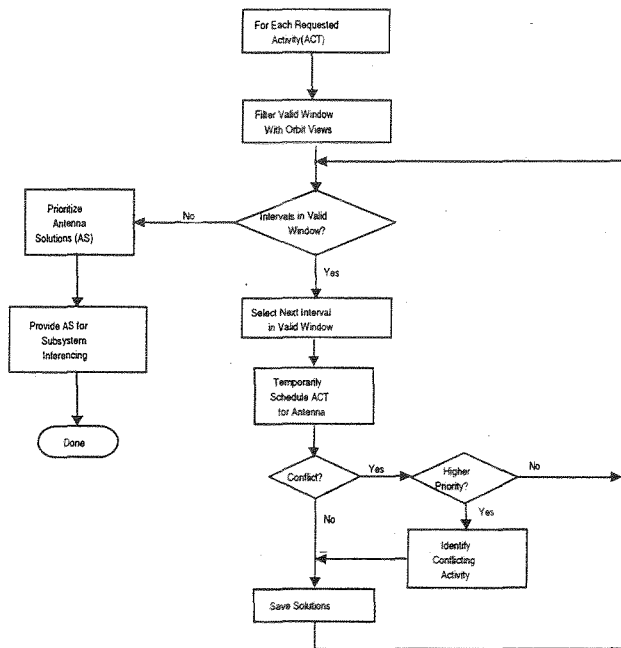 For Each Requested
Activity(ACT)
Filter Valid Window
With Orbit Views
Prioritize
Antenna
Solutions (AS)
No
Intervals in Valid
Window?
Yes
Provide AS for
Subsystem
Inferencing
Select Next Interval
in Valid Window
Temporarily
Schedule ACT
for Antenna
Done
Conflict?
Yes
Higher
Priority?
No
Yes
No
Identify
Conflicting
Activity
Save Solutions